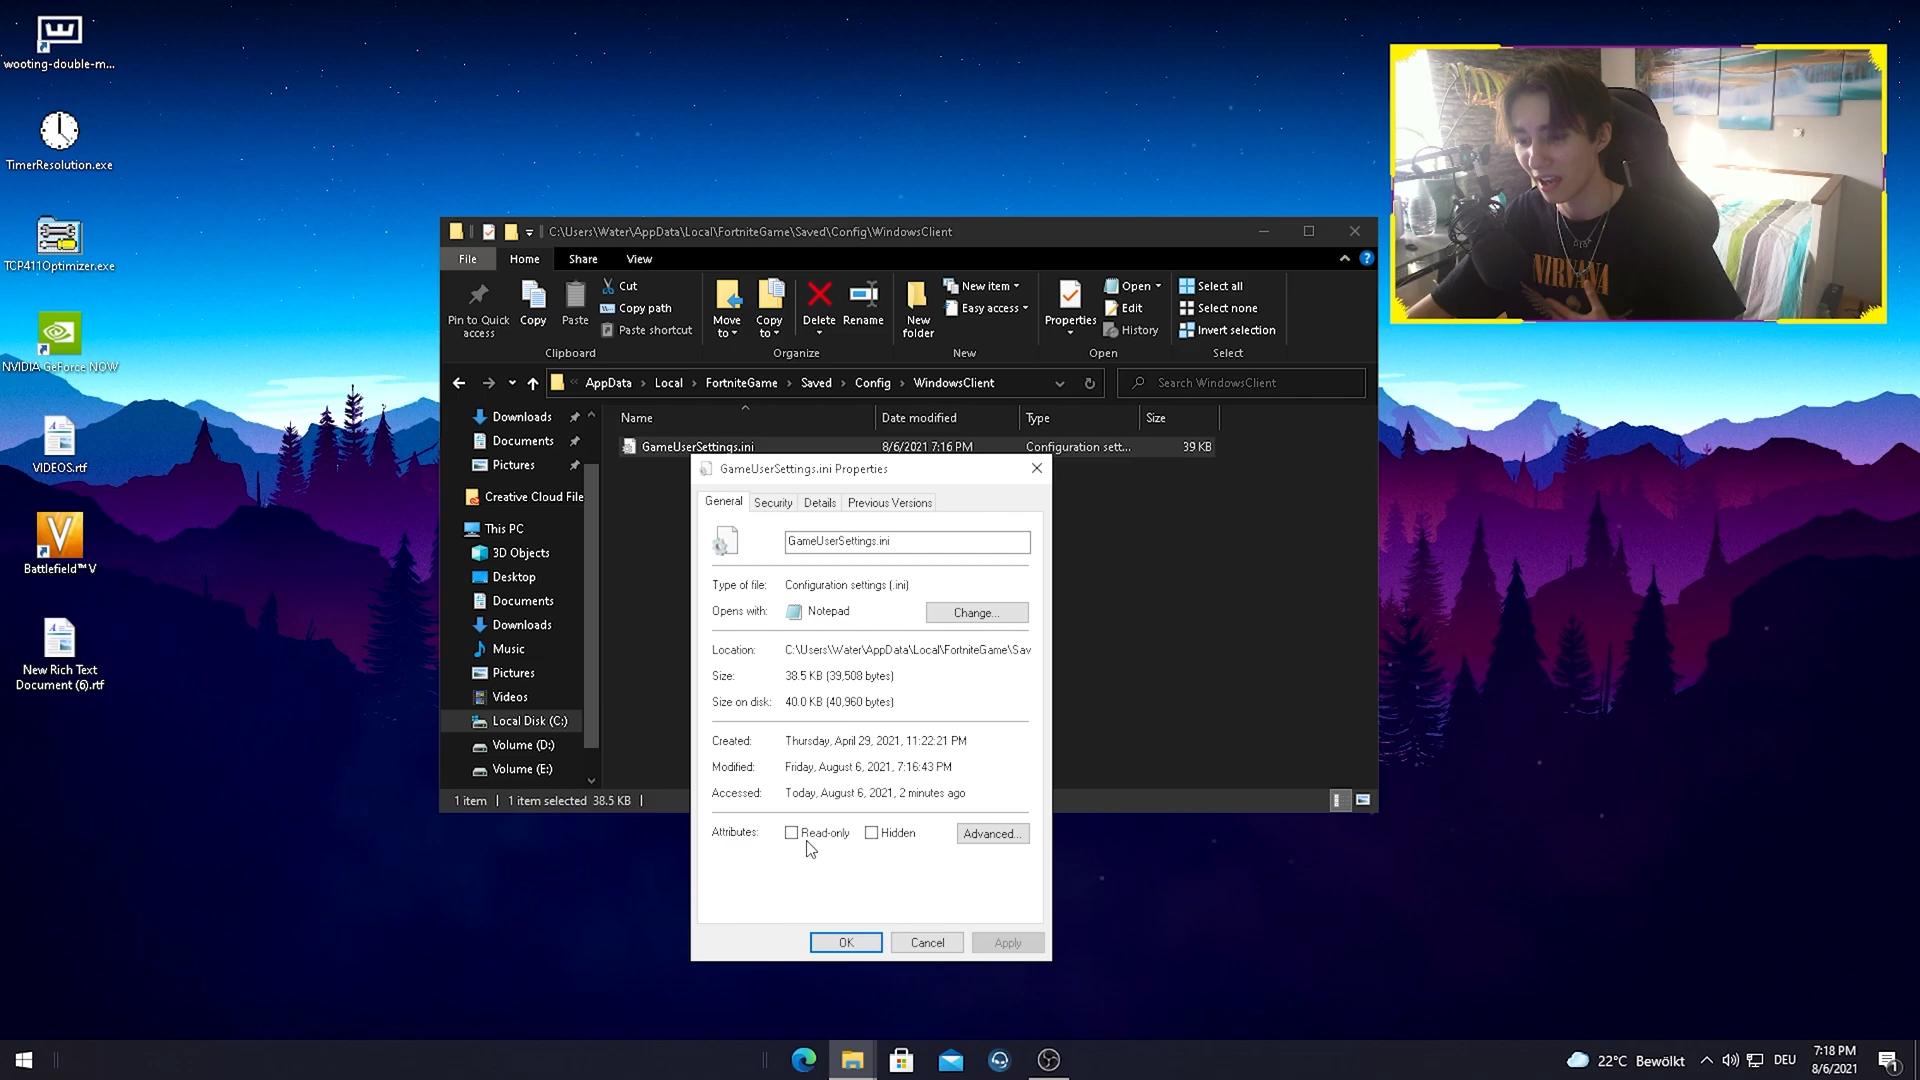 wooting-double-m...
TimerResolution.exe
TCP411Optimizer.exe
NVIDIA GeForce NOW
VIDEOS.rtf
Battlefield™ V
New Rich Text
Document (6).rtf
C:\Users\Water\AppData\Local\FortniteGame\Saved\Config\WindowsClient
File Home Share View
Pin to Quick
access
Copy
Paste
Cut
Copy path
Paste shortcut
Clipboard
Move
to
Copy
to
Delete
Rename
Organize
New
folder
New item
Easy access
New
Properties
Open
Edit
History
Open
Select all
Select none
Invert selection
Select
« AppData › Local › FortniteGame › Saved › Config › WindowsClient
Search WindowsClient
Downloads
Documents
Pictures
Creative Cloud File
This PC
3D Objects
Desktop
Documents
Downloads
Music
Pictures
Videos
Local Disk (C:)
Volume (D:)
Volume (E:)
Name Date modified Type Size
GameUserSettings.ini 8/6/2021 7:16 PM Configuration sett... 39 KB
1 item 1 item selected 38.5 KB
GameUserSettings.ini Properties
General Security Details Previous Versions
GameUserSettings.ini
Type of file: Configuration settings (.ini)
Opens with: Notepad Change...
Location: C:\Users\Water\AppData\Local\FortniteGame\Sav
Size: 38.5 KB (39,508 bytes)
Size on disk: 40.0 KB (40,960 bytes)
Created: Thursday, April 29, 2021, 11:22:21 PM
Modified: Friday, August 6, 2021, 7:16:43 PM
Accessed: Today, August 6, 2021, 2 minutes ago
Attributes: Read-only Hidden Advanced...
OK Cancel Apply
NIRVANA
22°C Bewölkt
DEU
7:18 PM
8/6/2021
1